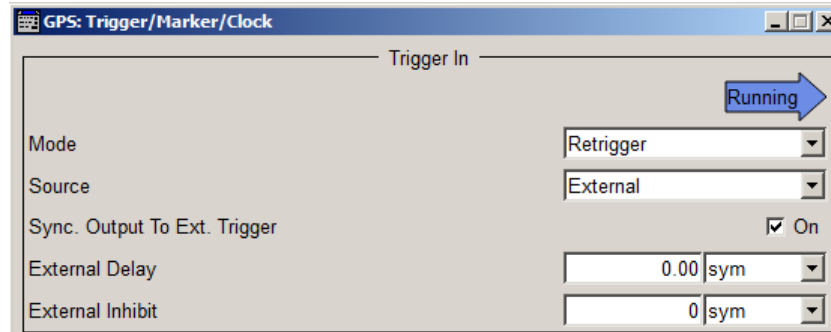 GPS: Trigger/Marker/Clock
Trigger In
Running
Mode Retrigger
Source External
Sync. Output To Ext. Trigger On
External Delay 0.00 sym
External Inhibit 0 sym